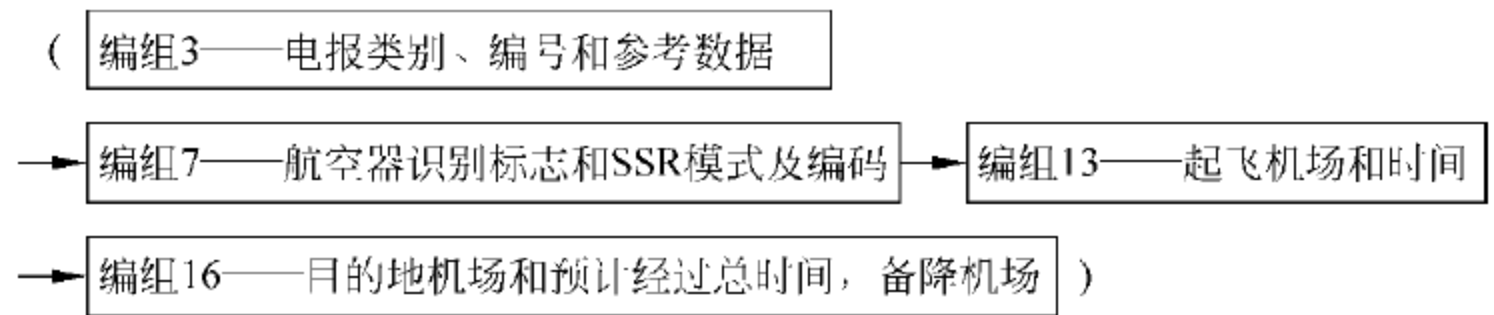 ( 编组3——电报类别、编号和参考数据
编组7——航空器识别标志和SSR模式及编码 编组13——起飞机场和时间
编组16——目的地机场和预计经过总时间，备降机场 )